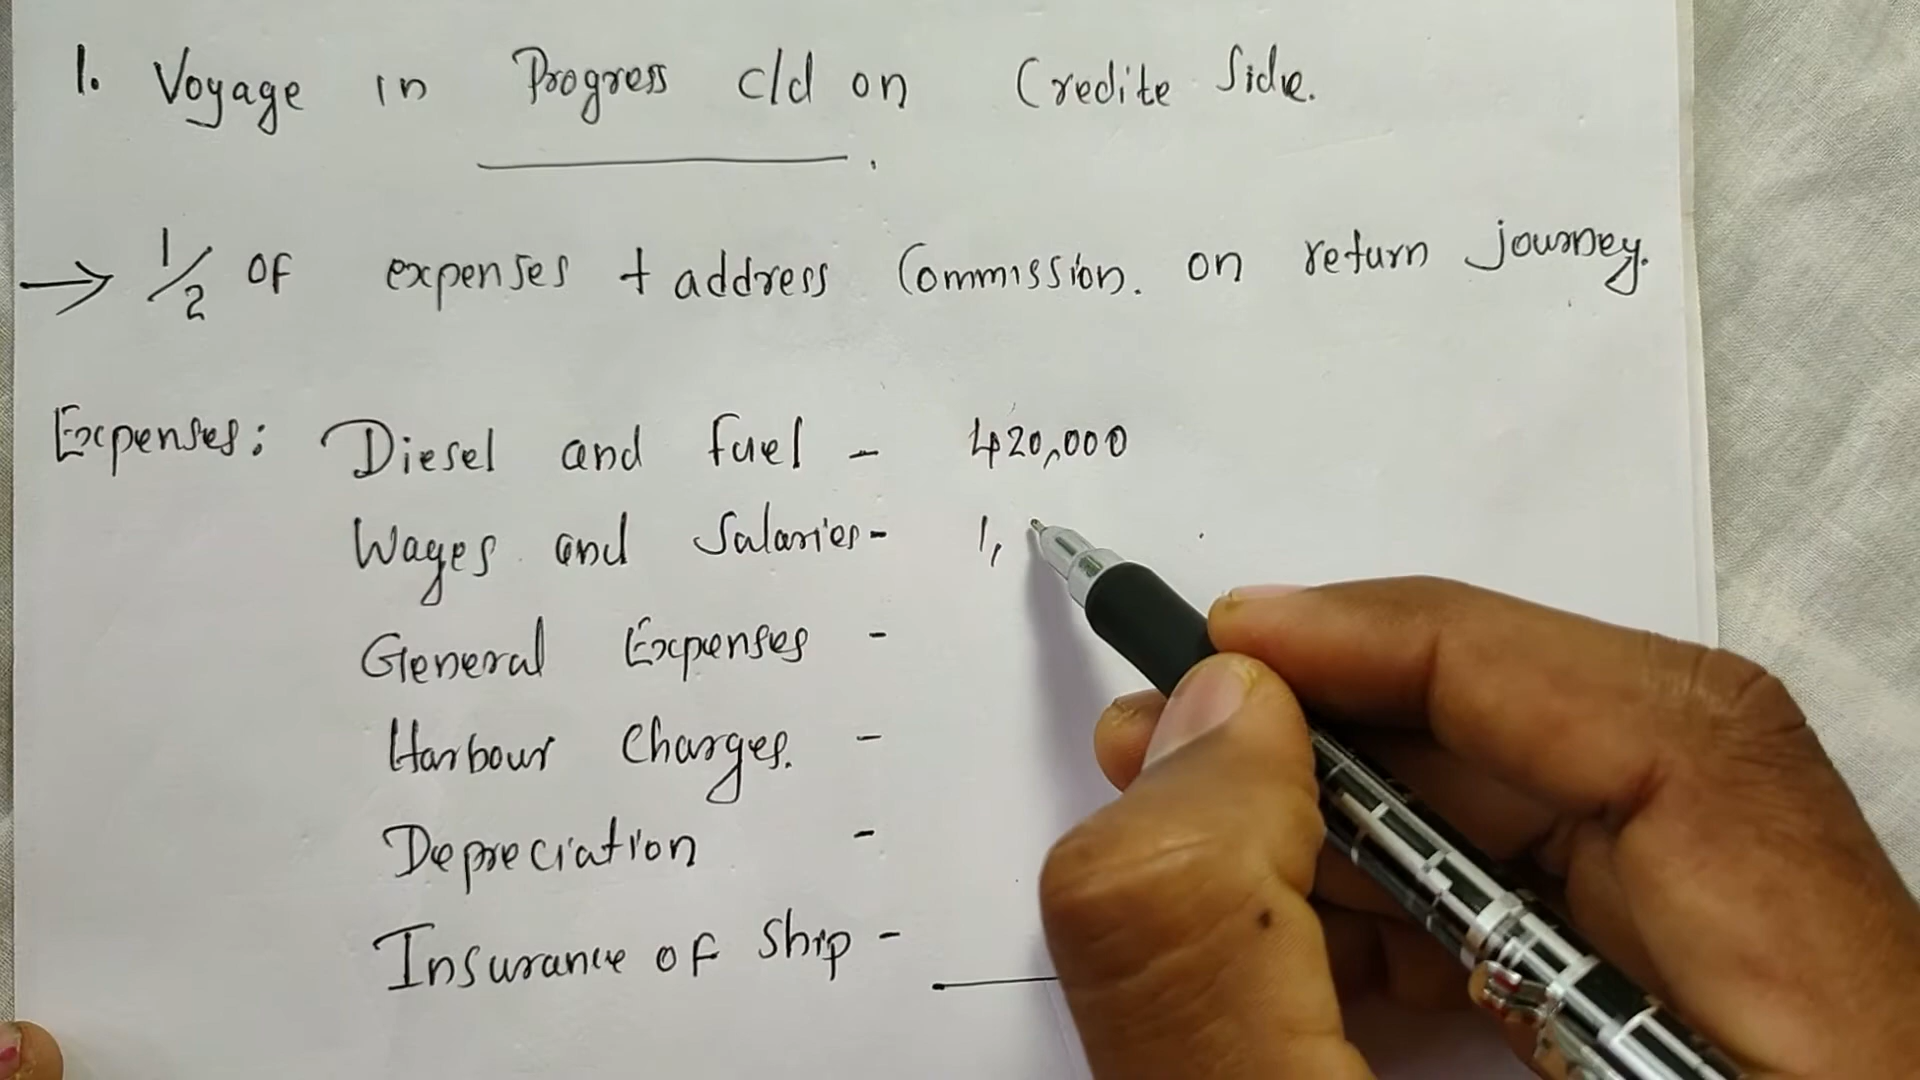 1. Voyage in Progress c/d on Credite Side.
→ 1/2 of expenses + address Commission. on return journey.
Expenses: Diesel and fuel - 420,000
Wages and Salaries - 1,
General Expenses -
Harbour Charges. -
Depreciation -
Insurance of Ship -